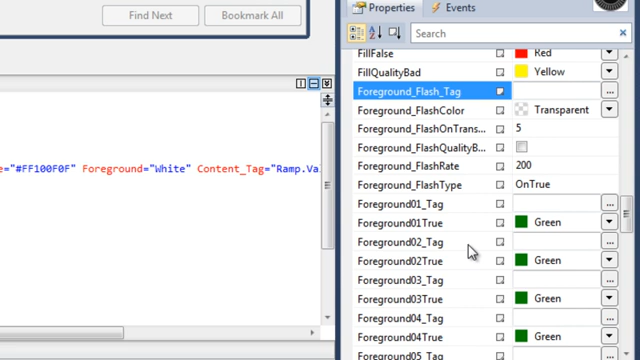 Find Next
Bookmark All
Properties
Events
Search
FillFalse Red
FillQualityBad Yellow
Foreground_Flash_Tag
Foreground_FlashColor Transparent
Foreground_FlashOnTrans... 5
Foreground_FlashQualityB...
Foreground_FlashRate 200
Foreground_FlashType OnTrue
Foreground01_Tag
Foreground01True Green
Foreground02_Tag
Foreground02True Green
Foreground03_Tag
Foreground03True Green
Foreground04_Tag
Foreground04True Green
Foreground05_Tag
e="#FF100F0F" Foreground="White" Content_Tag="Ramp.Va